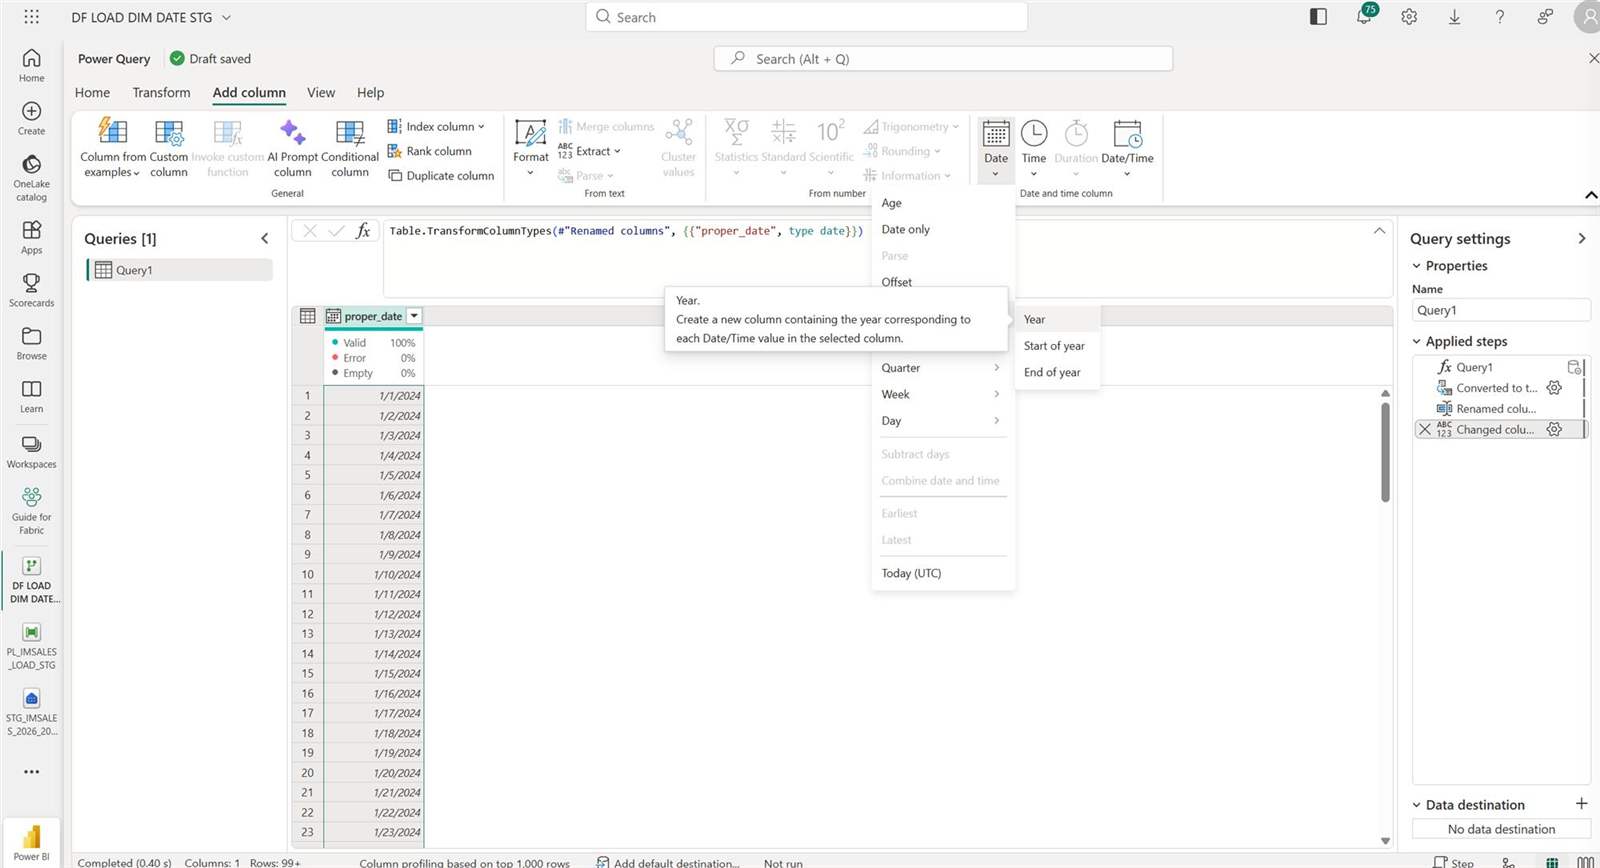 DF LOAD DIM DATE STG
Search
75
Home
Create
OneLake
catalog
Apps
Scorecards
Browse
Learn
Workspaces
Guide for
Fabric
DF LOAD
DIM DATE...
PL_IMSALES
_LOAD_STG
STG_IMSALE
S_2026_20...
Power BI
Power Query
Draft saved
Search (Alt + Q)
Home Transform Add column View Help
Column from
examples
Custom
column
Invoke custom
function
AI Prompt
column
Conditional
column
Index column
Rank column
Duplicate column
General
Format
Merge columns
ABC
123
Extract
abc
Parse
Cluster
values
From text
Statistics
Standard
10²
Scientific
Trigonometry
Rounding
Information
From number
Date
Time
Duration
Date/Time
Date and time column
Queries [1]
Query1
fx
Table.TransformColumnTypes(#"Renamed columns", {{"proper_date", type date}})
Age
Date only
Parse
Offset
Year.
Create a new column containing the year corresponding to
each Date/Time value in the selected column.
Year
Start of year
End of year
Quarter
Week
Day
Subtract days
Combine date and time
Earliest
Latest
Today (UTC)
proper_date
Valid 100%
Error 0%
Empty 0%
1 1/1/2024
2 1/2/2024
3 1/3/2024
4 1/4/2024
5 1/5/2024
6 1/6/2024
7 1/7/2024
8 1/8/2024
9 1/9/2024
10 1/10/2024
11 1/11/2024
12 1/12/2024
13 1/13/2024
14 1/14/2024
15 1/15/2024
16 1/16/2024
17 1/17/2024
18 1/18/2024
19 1/19/2024
20 1/20/2024
21 1/21/2024
22 1/22/2024
23 1/23/2024
Query settings
Properties
Name
Query1
Applied steps
fx Query1
Converted to t...
Renamed colu...
ABC
123
Changed colu...
Data destination
No data destination
Completed (0.40 s) Columns: 1 Rows: 99+
Column profiling based on top 1,000 rows
Add default destination...
Not run
Step